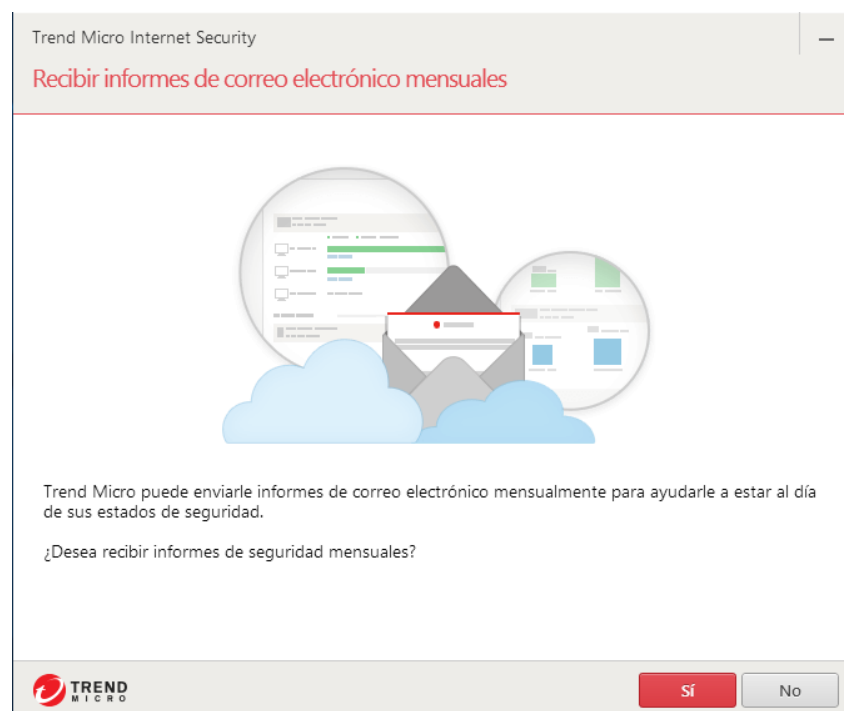 Trend Micro Internet Security
Recibir informes de correo electrónico mensuales
Trend Micro puede enviarle informes de correo electrónico mensualmente para ayudarle a estar al día
de sus estados de seguridad.
¿Desea recibir informes de seguridad mensuales?
TREND
MICRO
Sí
No